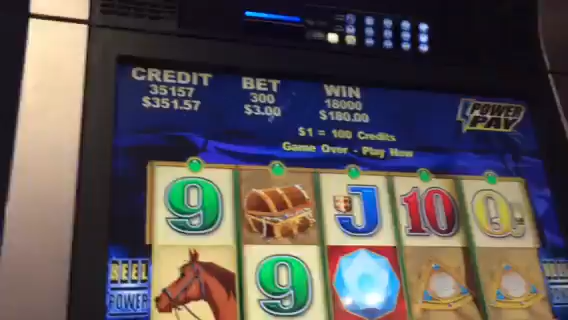 CREDIT BET WIN
35157 300 18000
$351.57 $3.00 $180.00
POWER PAY
$1 = 100 Credits
Game Over - Play Now
9 J 10 Q
9
REEL POWER